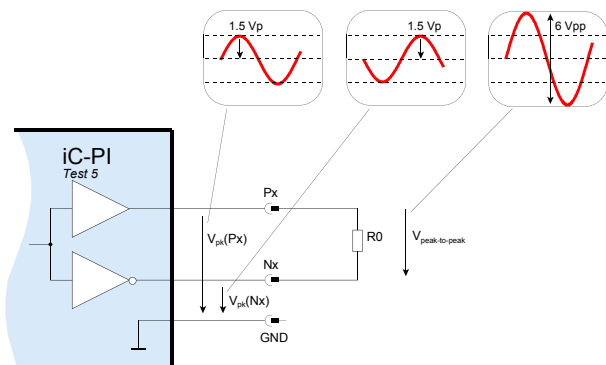 1.5 Vp
1.5 Vp
6 Vpp
iC-PI
Test 5
Px
Vpk(Px)
R0
Vpeak-to-peak
Nx
Vpk(Nx)
GND